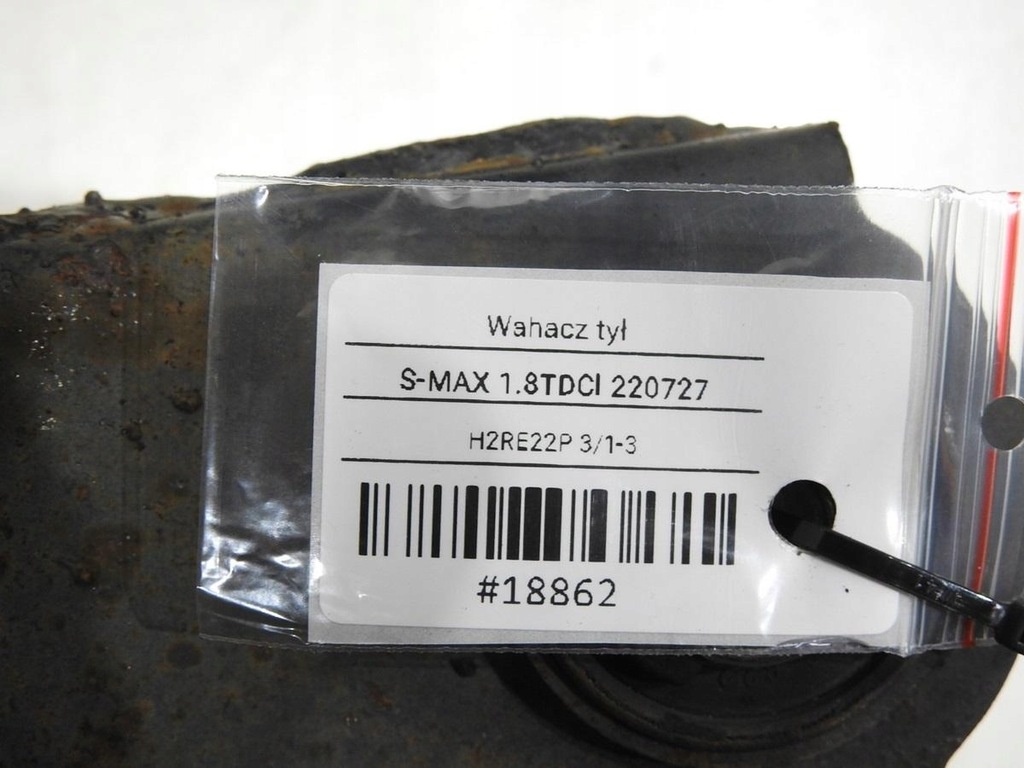 Wahacz tył
S-MAX 1.8TDCI 220727
H2RE22P 3/1-3
#18862